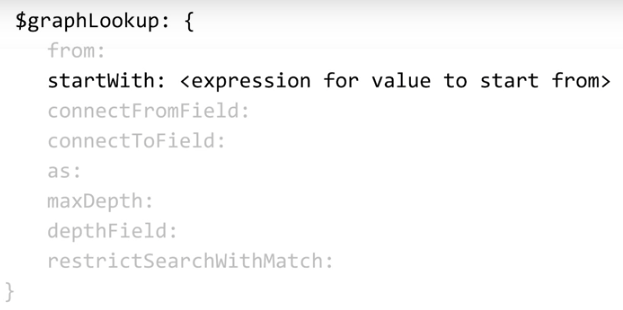 $graphLookup: {
from:
startWith: <expression for value to start from>
connectFromField:
connectToField:
as:
maxDepth:
depthField:
restrictSearchWithMatch:
}